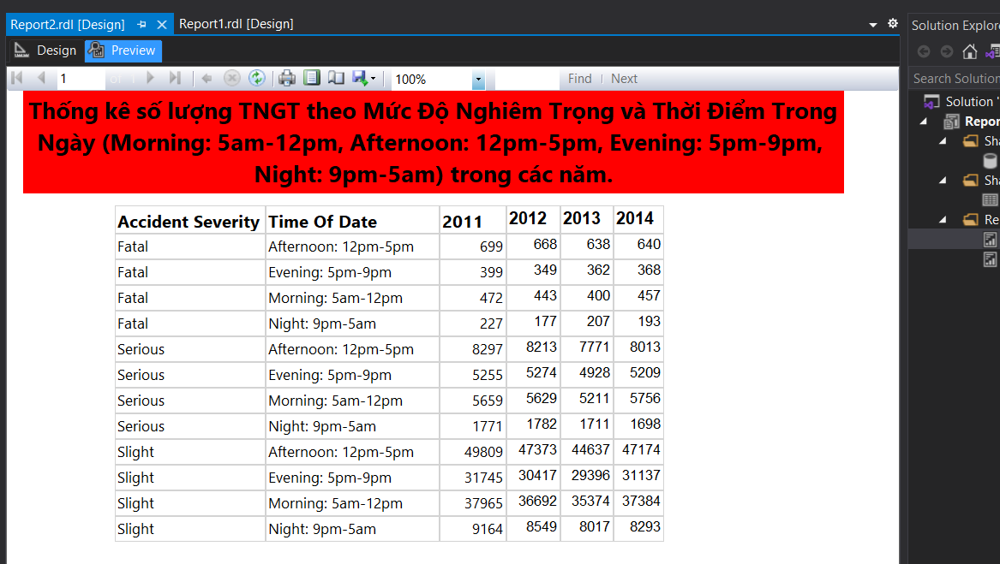 Report2.rdl [Design] Report1.rdl [Design]
Solution Explor
Design Preview
1 of 1 100% Find | Next
Search Solution
Thống kê số lượng TNGT theo Mức Độ Nghiêm Trọng và Thời Điểm Trong
Ngày (Morning: 5am-12pm, Afternoon: 12pm-5pm, Evening: 5pm-9pm,
Night: 9pm-5am) trong các năm.
Solution '
Repor
Sha
Sha
Re
Accident Severity Time Of Date 2011 2012 2013 2014
Fatal Afternoon: 12pm-5pm 699 668 638 640
Fatal Evening: 5pm-9pm 399 349 362 368
Fatal Morning: 5am-12pm 472 443 400 457
Fatal Night: 9pm-5am 227 177 207 193
Serious Afternoon: 12pm-5pm 8297 8213 7771 8013
Serious Evening: 5pm-9pm 5255 5274 4928 5209
Serious Morning: 5am-12pm 5659 5629 5211 5756
Serious Night: 9pm-5am 1771 1782 1711 1698
Slight Afternoon: 12pm-5pm 49809 47373 44637 47174
Slight Evening: 5pm-9pm 31745 30417 29396 31137
Slight Morning: 5am-12pm 37965 36692 35374 37384
Slight Night: 9pm-5am 9164 8549 8017 8293